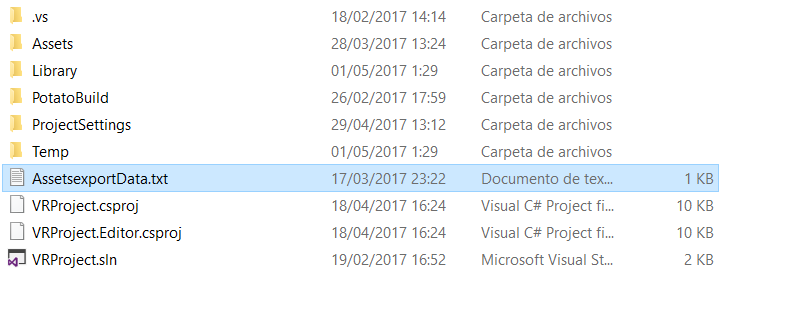 .vs 18/02/2017 14:14 Carpeta de archivos
Assets 28/03/2017 13:24 Carpeta de archivos
Library 01/05/2017 1:29 Carpeta de archivos
PotatoBuild 26/02/2017 17:59 Carpeta de archivos
ProjectSettings 29/04/2017 13:12 Carpeta de archivos
Temp 01/05/2017 1:29 Carpeta de archivos
AssetsexportData.txt 17/03/2017 23:22 Documento de tex... 1 KB
VRProject.csproj 18/04/2017 16:24 Visual C# Project fi... 10 KB
VRProject.Editor.csproj 18/04/2017 16:24 Visual C# Project fi... 10 KB
VRProject.sln 19/02/2017 16:52 Microsoft Visual St... 2 KB